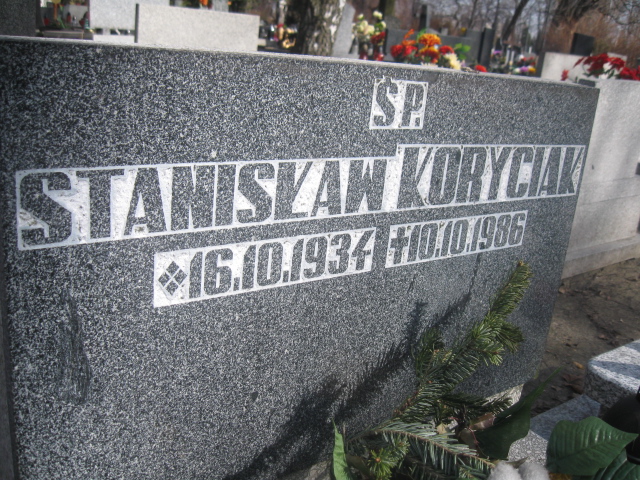 ŚP.
STANISŁAW KORYCIAK
❖16.10.1934 ✝10.10.1986